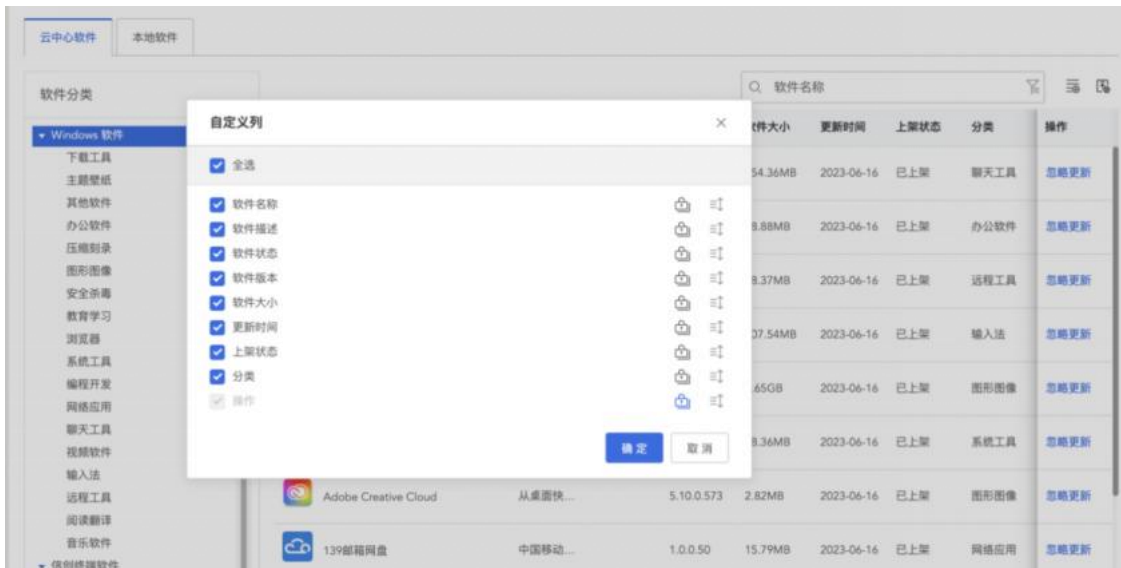 云中心软件 本地软件
软件分类
软件名称
Windows 软件
下载工具
主题壁纸
其他软件
办公软件
压缩刻录
图形图像
安全杀毒
教育学习
浏览器
系统工具
编程开发
网络应用
聊天工具
视频软件
输入法
远程工具
阅读翻译
音乐软件
信创终端软件
自定义列
全选
软件名称
软件描述
软件状态
软件版本
软件大小
更新时间
上架状态
分类
操作
确定 取消
件大小 更新时间 上架状态 分类 操作
54.36MB 2023-06-16 已上架 聊天工具 忽略更新
8.88MB 2023-06-16 已上架 办公软件 忽略更新
8.37MB 2023-06-16 已上架 远程工具 忽略更新
07.54MB 2023-06-16 已上架 输入法 忽略更新
.65GB 2023-06-16 已上架 图形图像 忽略更新
8.36MB 2023-06-16 已上架 系统工具 忽略更新
Adobe Creative Cloud 从桌面快... 5.10.0.573 2.82MB 2023-06-16 已上架 图形图像 忽略更新
139邮箱网盘 中国移动... 1.0.0.50 15.79MB 2023-06-16 已上架 网络应用 忽略更新